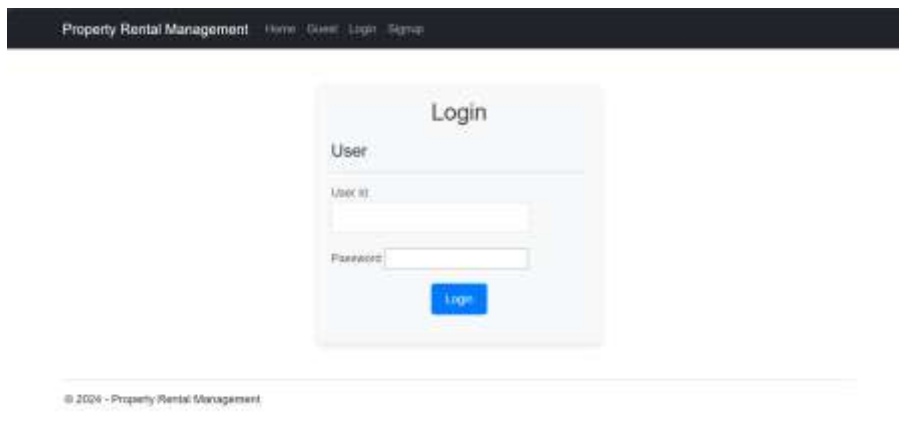 Property Rental Management Home Guest Login Signup
Login
User
User Id
Password
Login
© 2024 - Property Rental Management